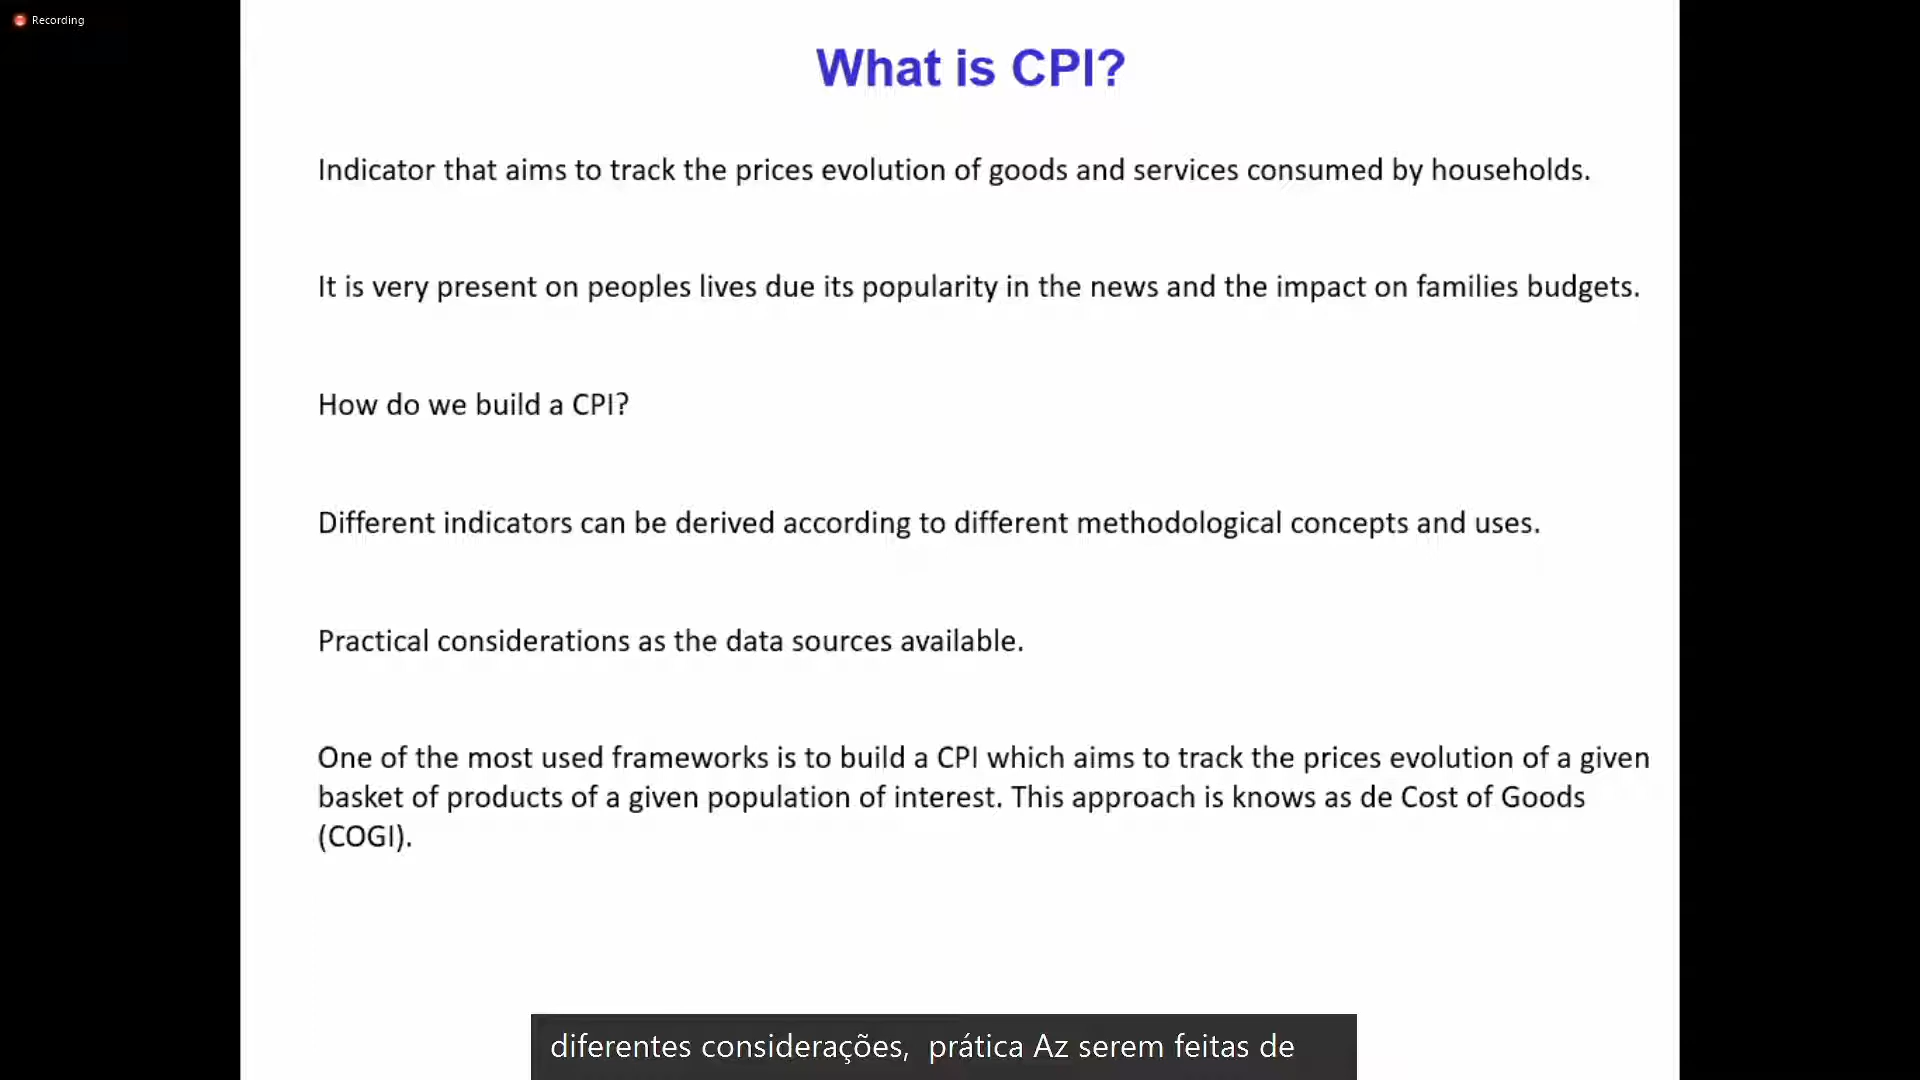 Recording
What is CPI?
Indicator that aims to track the prices evolution of goods and services consumed by households.
It is very present on peoples lives due its popularity in the news and the impact on families budgets.
How do we build a CPI?
Different indicators can be derived according to different methodological concepts and uses.
Practical considerations as the data sources available.
One of the most used frameworks is to build a CPI which aims to track the prices evolution of a given
basket of products of a given population of interest. This approach is knows as de Cost of Goods
(COGI).
diferentes considerações, prática Az serem feitas de